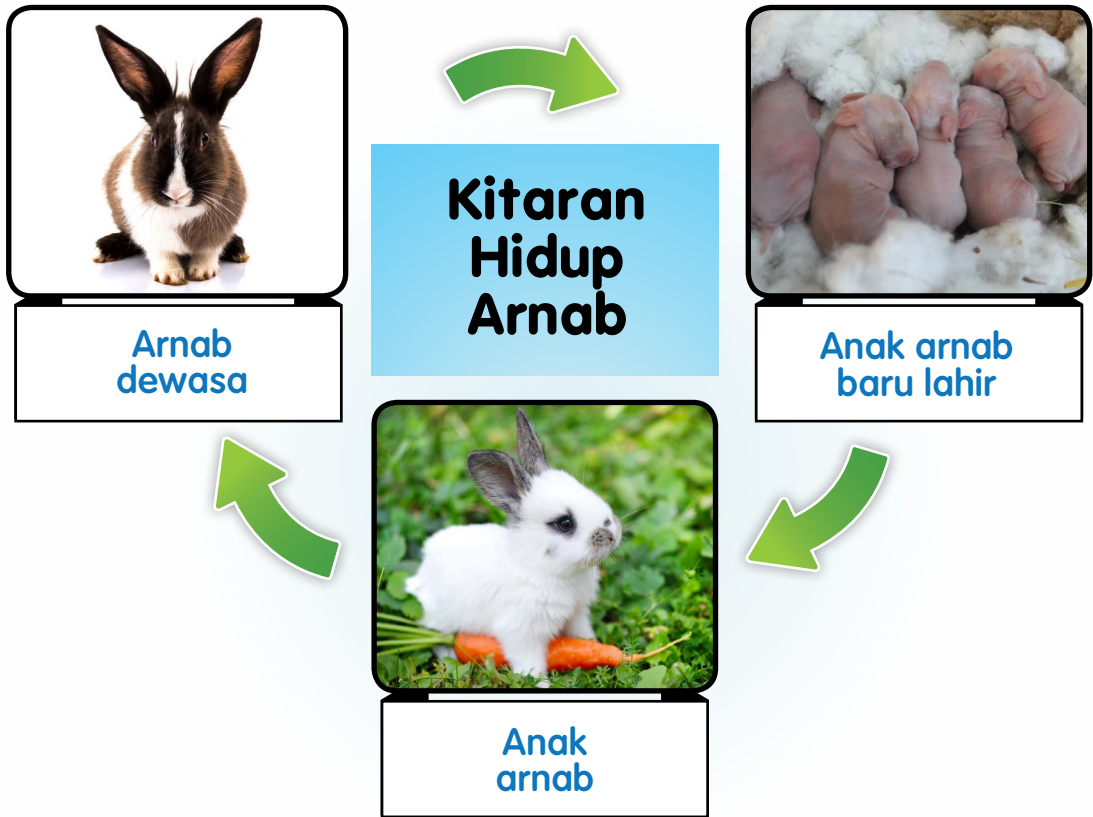 Kitaran
Hidup
Arnab
Arnab
dewasa
Anak arnab
baru lahir
Anak
arnab